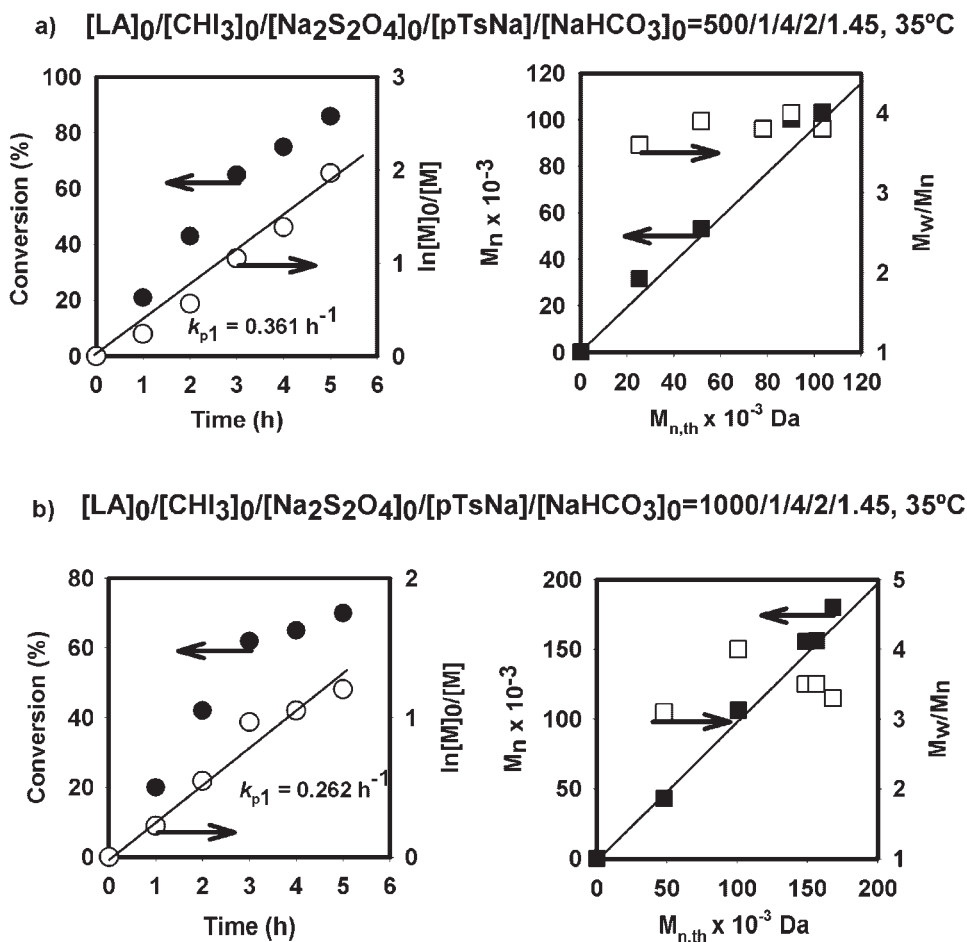 a) [LA]0/[CHI3]0/[Na2S2O4]0/[pTsNa]/[NaHCO3]0=500/1/4/2/1.45, 35ºC
100
80
60
40
20
0
Conversion (%)
3
2
1
0
ln[M]0/[M]
kp1 = 0.361 h-1
0 1 2 3 4 5 6
Time (h)
120
100
80
60
40
20
0
Mn x 10-3
4
3
2
1
Mw/Mn
0 20 40 60 80 100 120
Mn,th x 10-3 Da
b) [LA]0/[CHI3]0/[Na2S2O4]0/[pTsNa]/[NaHCO3]0=1000/1/4/2/1.45, 35ºC
80
60
40
20
0
Conversion (%)
2
1
0
ln[M]0/[M]
kp1 = 0.262 h-1
0 1 2 3 4 5 6
Time (h)
200
150
100
50
0
Mn x 10-3
5
4
3
2
1
Mw/Mn
0 50 100 150 200
Mn,th x 10-3 Da